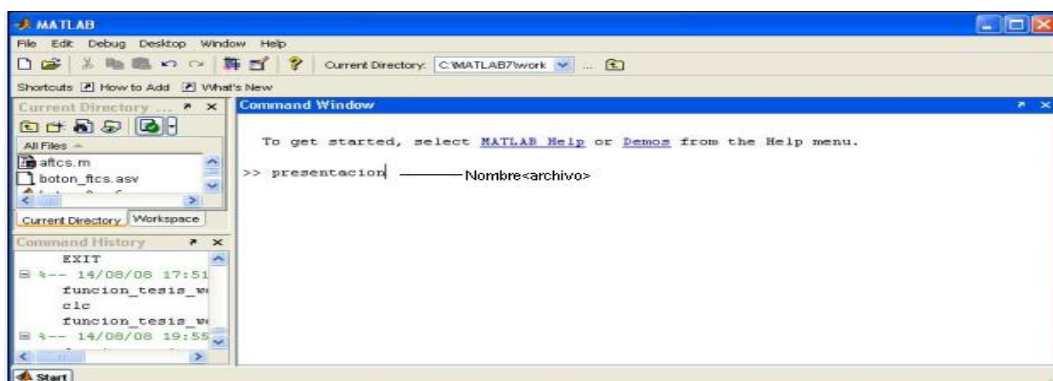 MATLAB
File Edit Debug Desktop Window Help
Current Directory: C:\MATLAB7\work ...
Shortcuts How to Add What's New
Current Directory ...
All Files
aftcs.m
boton_ftcs.asv
Current Directory Workspace
Command History
EXIT
%-- 14/08/08 17:51
funcion_tesis_w
clc
funcion_tesis_w
%-- 14/08/08 19:55
Command Window
To get started, select MATLAB Help or Demos from the Help menu.
>> presentacion Nombre<archivo>
Start